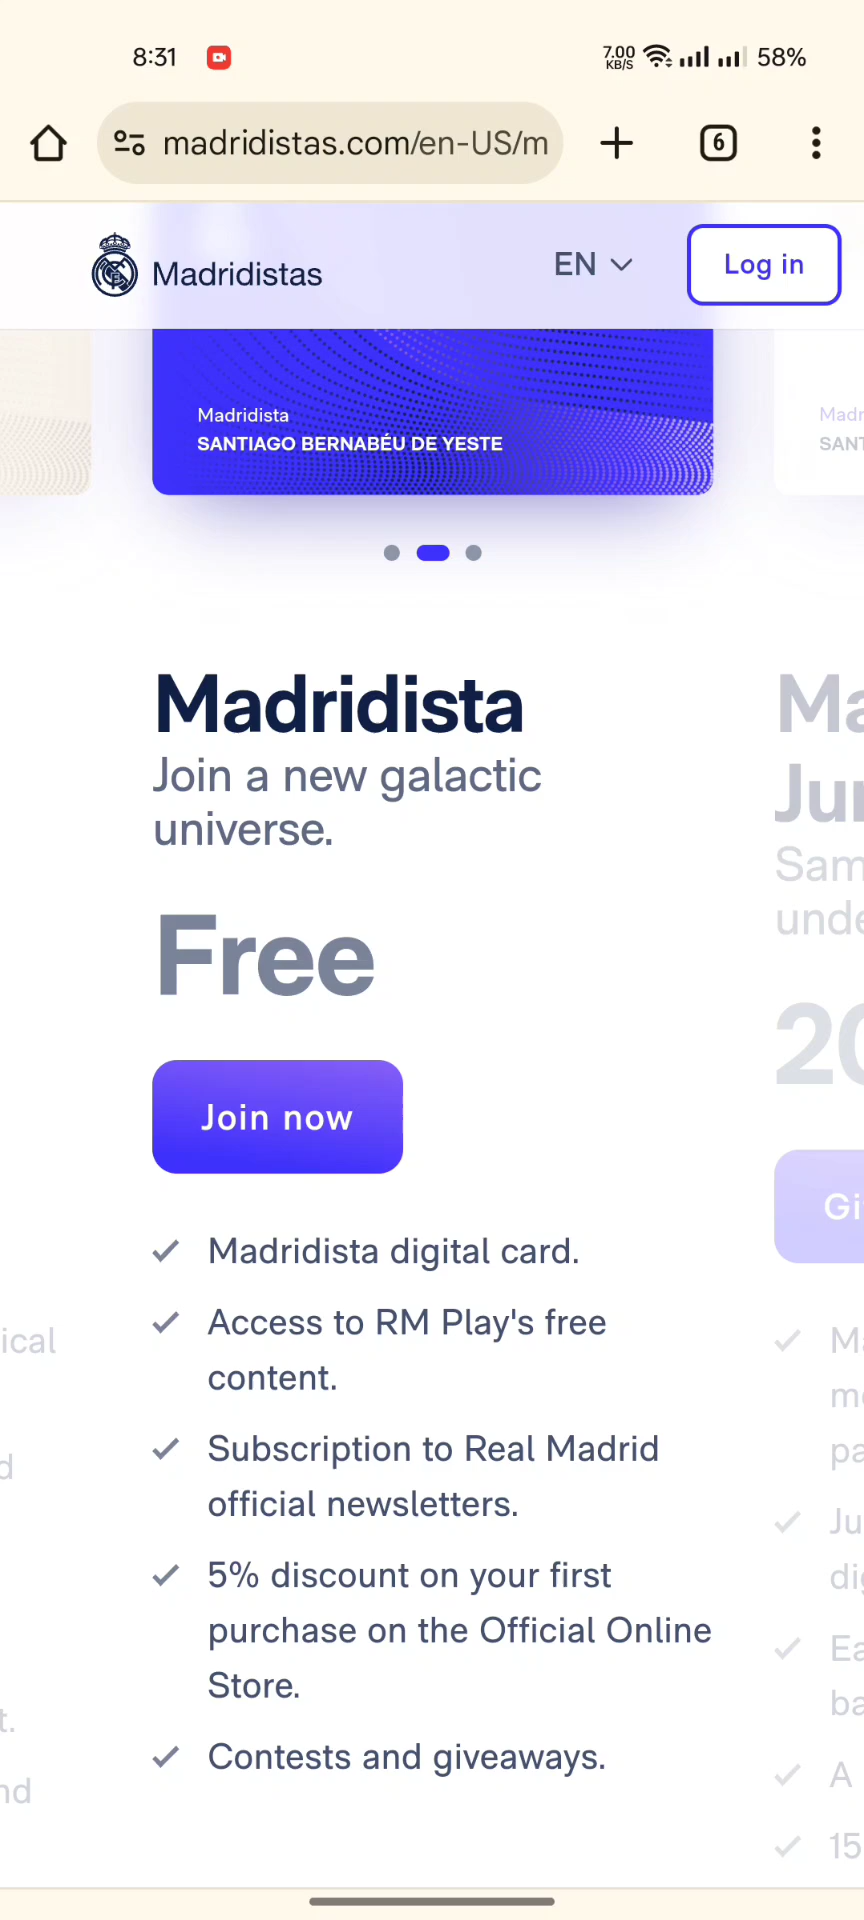 8:31
7.00
KB/S
58%
madridistas.com/en-US/m
6
Madridistas
EN
Log in
Madridista
SANTIAGO BERNABÉU DE YESTE
Madridista
Join a new galactic
universe.
Free
Join now
Madridista digital card.
Access to RM Play's free
content.
Subscription to Real Madrid
official newsletters.
5% discount on your first
purchase on the Official Online
Store.
Contests and giveaways.